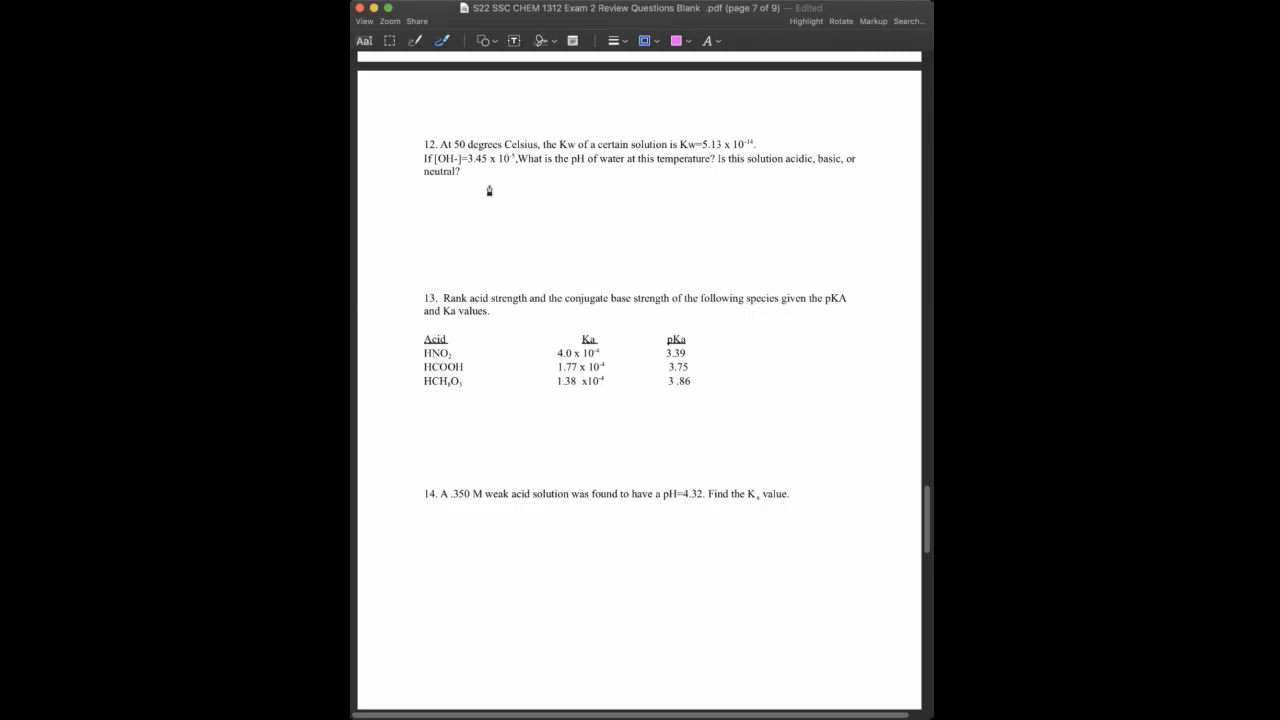 S22 SSC CHEM 1312 Exam 2 Review Questions Blank .pdf (page 7 of 9) — Edited
View Zoom Share Highlight Rotate Markup Search...
12. At 50 degrees Celsius, the Kw of a certain solution is Kw=5.13 x 10⁻¹⁴.
If [OH-]=3.45 x 10⁻⁵,What is the pH of water at this temperature? Is this solution acidic, basic, or
neutral?
13. Rank acid strength and the conjugate base strength of the following species given the pKA
and Ka values.
Acid Ka pKa
HNO₂ 4.0 x 10⁻⁴ 3.39
HCOOH 1.77 x 10⁻⁴ 3.75
1.38 x10⁻⁴ 3 .86
14. A .350 M weak acid solution was found to have a pH=4.32. Find the Kₐ value.